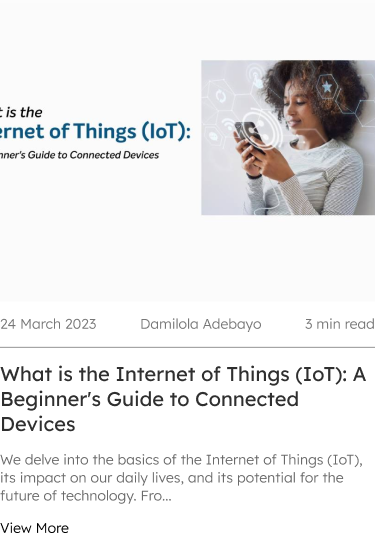 t is the
ernet of Things (IoT):
nner's Guide to Connected Devices
24 March 2023 Damilola Adebayo 3 min read
What is the Internet of Things (IoT): A
Beginner's Guide to Connected
Devices
We delve into the basics of the Internet of Things (IoT),
its impact on our daily lives, and its potential for the
future of technology. Fro...
View More